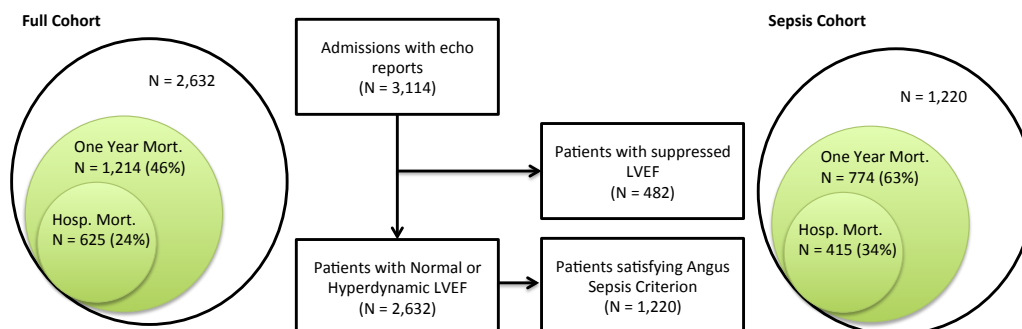 Full Cohort
N = 2,632
One Year Mort.
N = 1,214 (46%)
Hosp. Mort.
N = 625 (24%)
Admissions with echo
reports
(N = 3,114)
Patients with suppressed
LVEF
(N = 482)
Patients with Normal or
Hyperdynamic LVEF
(N = 2,632)
Patients satisfying Angus
Sepsis Criterion
(N = 1,220)
Sepsis Cohort
N = 1,220
One Year Mort.
N = 774 (63%)
Hosp. Mort.
N = 415 (34%)